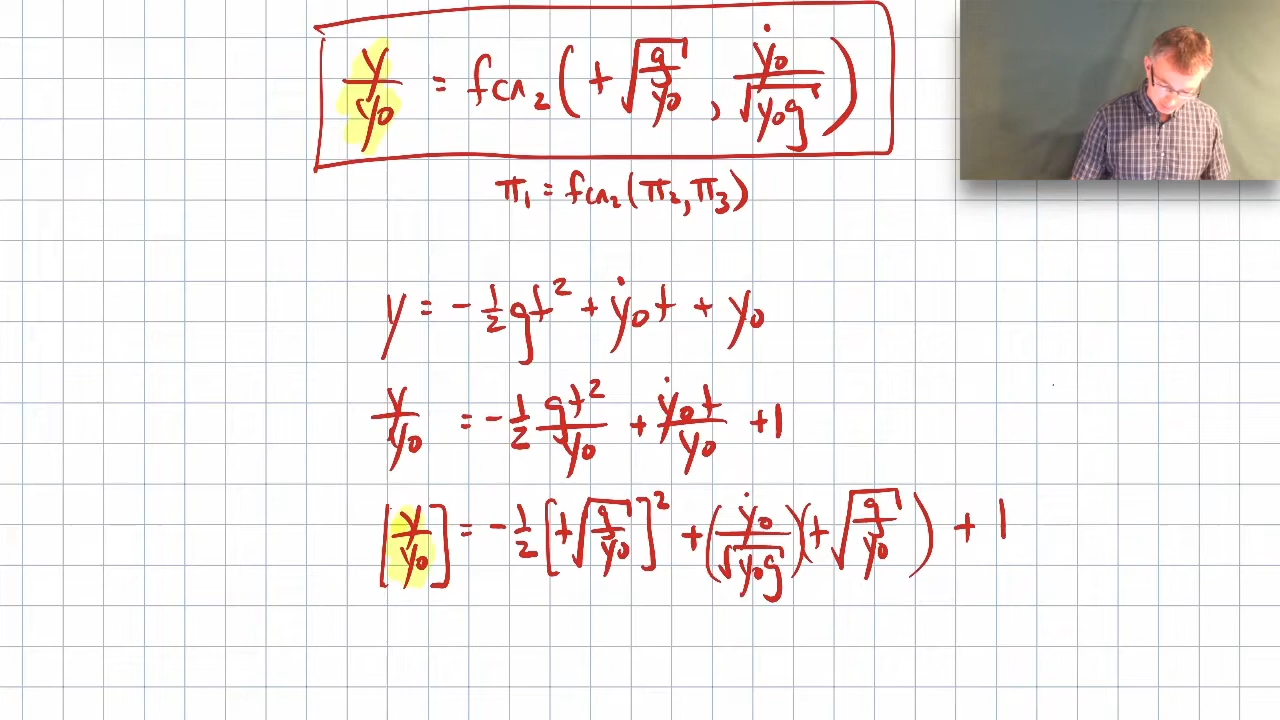 y/y₀ = fcn₂(t√(g/y₀), ẏ₀/√(y₀g))
π₁ = fcn₂(π₂, π₃)
y = -½gt² + ẏ₀t + y₀
y/y₀ = -½ gt²/y₀ + ẏ₀t/y₀ + 1
[y/y₀] = -½[t√(g/y₀)]² + (ẏ₀/√(y₀g))(t√(g/y₀)) + 1